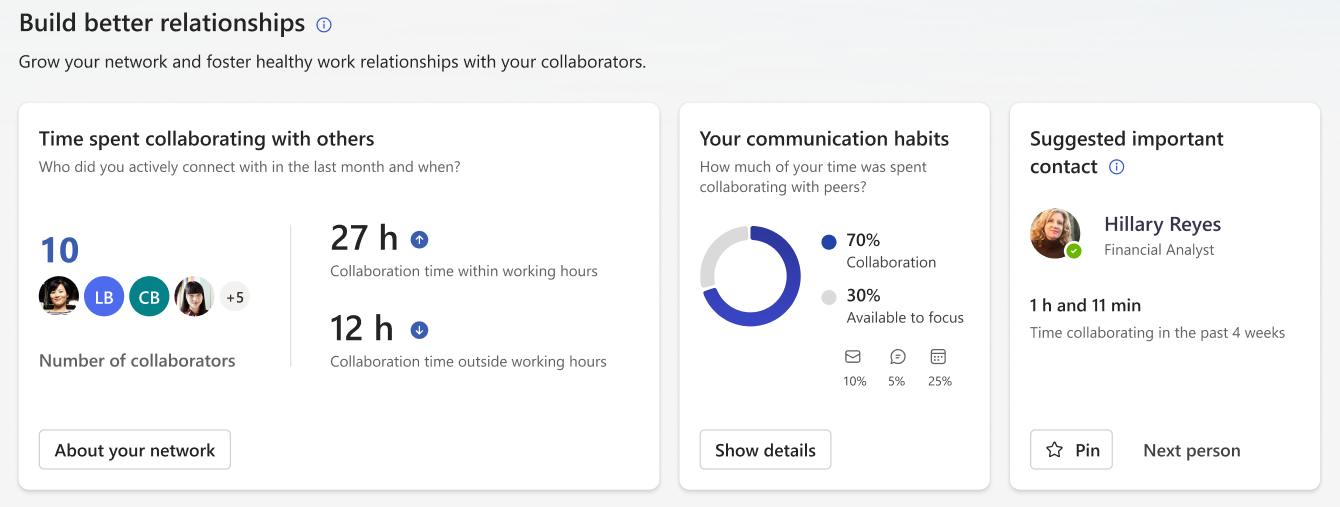 Build better relationships
Grow your network and foster healthy work relationships with your collaborators.
Time spent collaborating with others
Who did you actively connect with in the last month and when?
10
LB
CB
+5
Number of collaborators
27 h
Collaboration time within working hours
12 h
Collaboration time outside working hours
About your network
Your communication habits
How much of your time was spent
collaborating with peers?
70%
Collaboration
30%
Available to focus
10% 5% 25%
Show details
Suggested important
contact
Hillary Reyes
Financial Analyst
1 h and 11 min
Time collaborating in the past 4 weeks
Pin
Next person